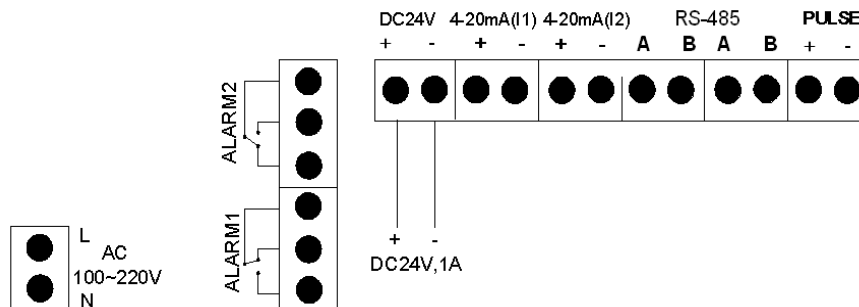 DC24V 4-20mA(I1) 4-20mA(I2) RS-485 PULSE
+ - + - + - A B A B + -
ALARM2
ALARM1
L
AC
100~220V
N
+ -
DC24V,1A